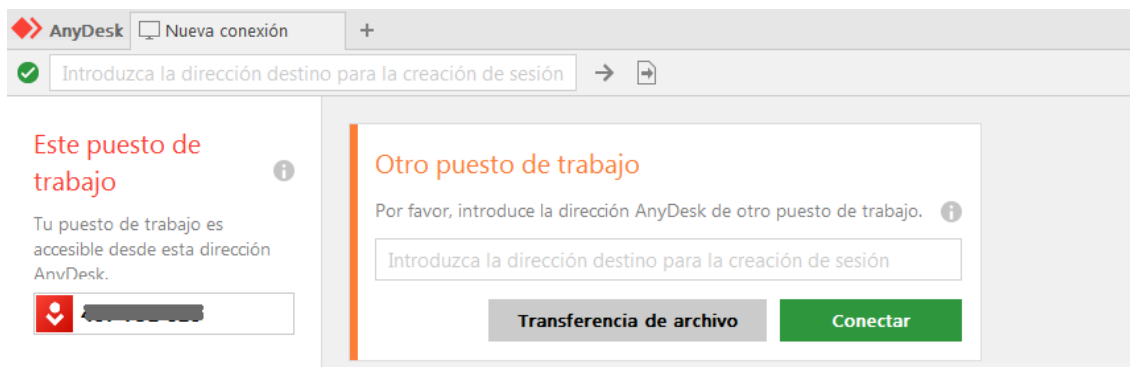 AnyDesk Nueva conexión +
Introduzca la dirección destino para la creación de sesión
Este puesto de
trabajo
Tu puesto de trabajo es
accesible desde esta dirección
AnyDesk.
Otro puesto de trabajo
Por favor, introduce la dirección AnyDesk de otro puesto de trabajo.
Introduzca la dirección destino para la creación de sesión
Transferencia de archivo Conectar